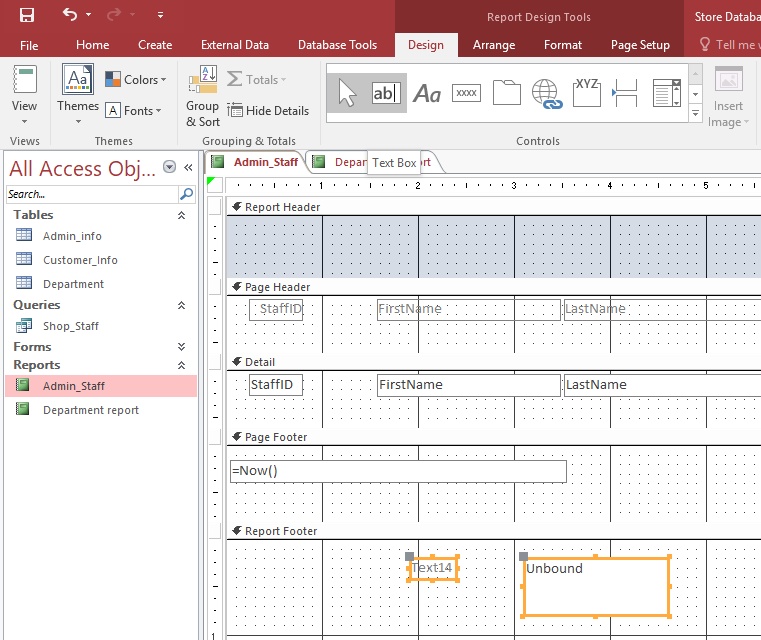 Report Design Tools
Store Databa
File Home Create External Data Database Tools Design Arrange Format Page Setup Tell me
View
Views
Aa
Themes
Colors
A Fonts
Themes
Group & Sort
Σ Totals
Hide Details
Grouping & Totals
ab|
Aa
xxxx
XYZ
Controls
Insert Image
All Access Obj... «
Search...
Tables
Admin_info
Customer_Info
Department
Queries
Shop_Staff
Forms
Reports
Admin_Staff
Department report
Admin_Staff Depar Text Box rt
1 2 3 4 5
Report Header
Page Header
StaffID FirstName LastName
Detail
StaffID FirstName LastName
Page Footer
=Now()
Report Footer
Text14 Unbound
1